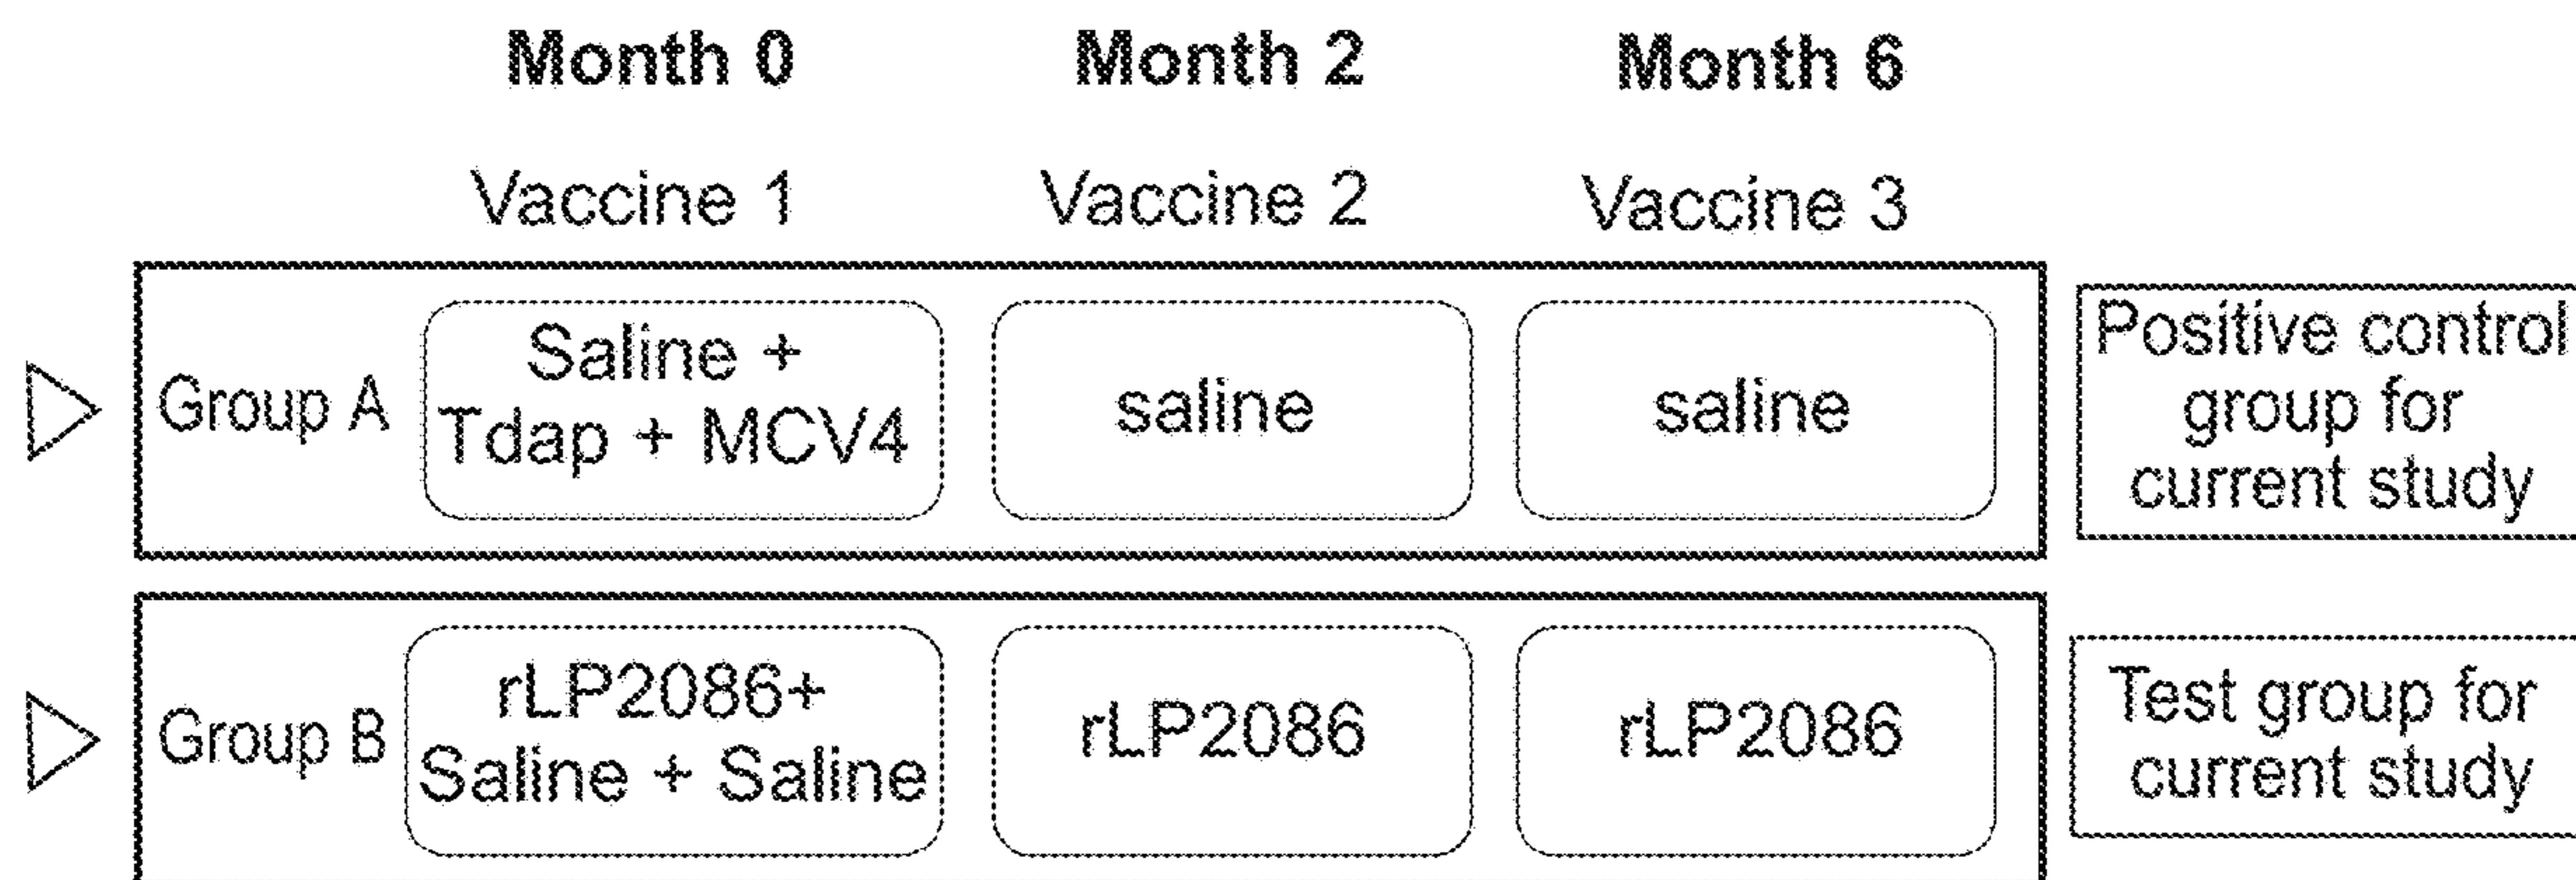 Month 0 Month 2 Month 6
Vaccine 1 Vaccine 2 Vaccine 3
Group A
Saline +
Tdap + MCV4
saline
saline
Positive control
group for
current study
Group B
rLP2086+
Saline + Saline
rLP2086
rLP2086
Test group for
current study